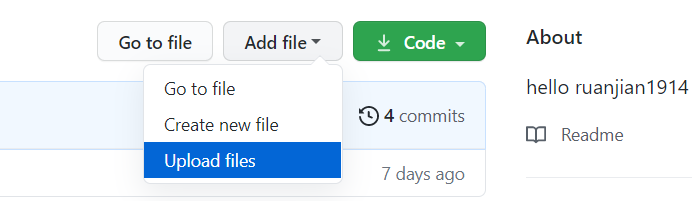 Go to file
Add file
Code
About
Go to file
Create new file
Upload files
4 commits
7 days ago
hello ruanjian1914
Readme